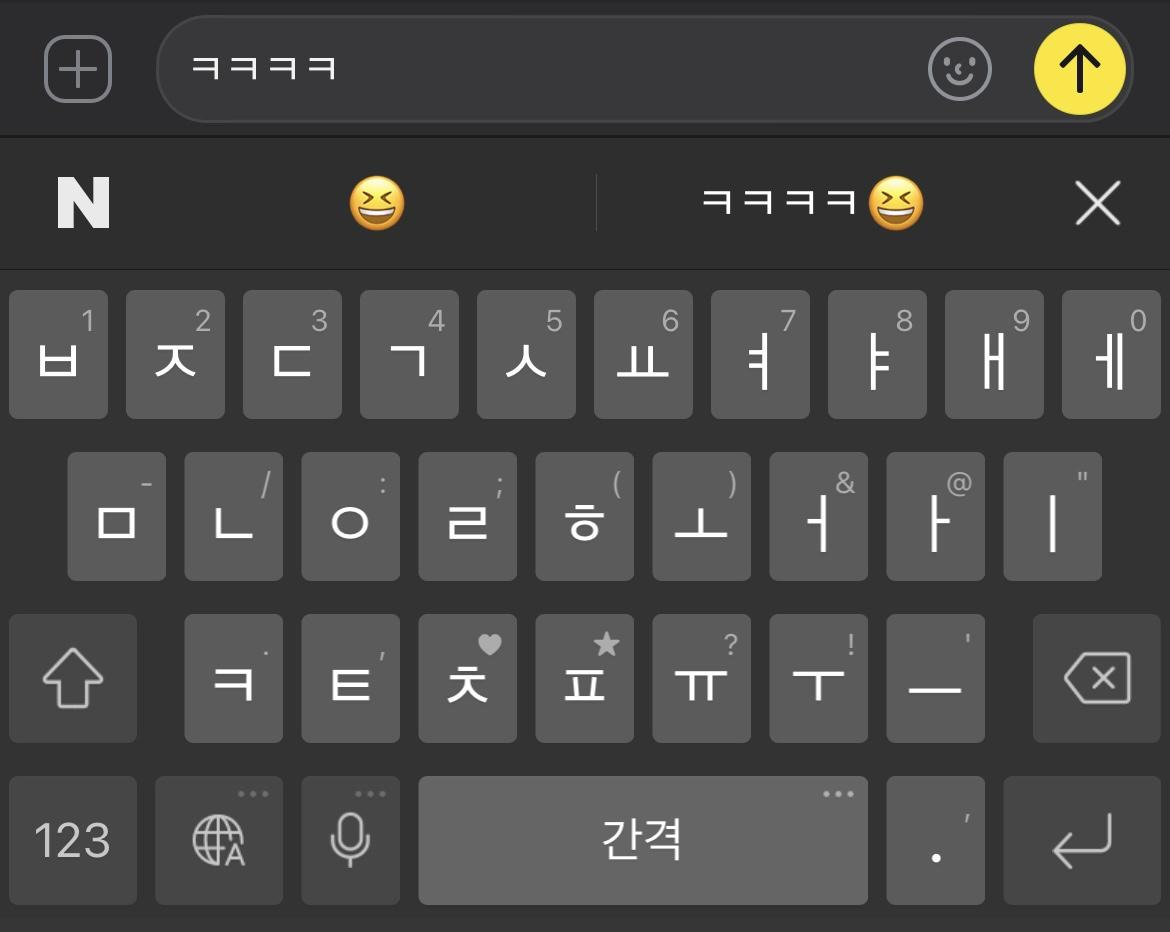 ㅋㅋㅋㅋ
N 😆 ㅋㅋㅋㅋ😆
1 2 3 4 5 6 7 8 9 0
ㅂ ㅈ ㄷ ㄱ ㅅ ㅛ ㅕ ㅑ ㅐ ㅔ
- / : ; ( ) & @ "
ㅁ ㄴ ㅇ ㄹ ㅎ ㅗ ㅓ ㅏ ㅣ
. , ♥ ★ ? ! '
ㅋ ㅌ ㅊ ㅍ ㅠ ㅜ ㅡ
123 A 간격 . ,